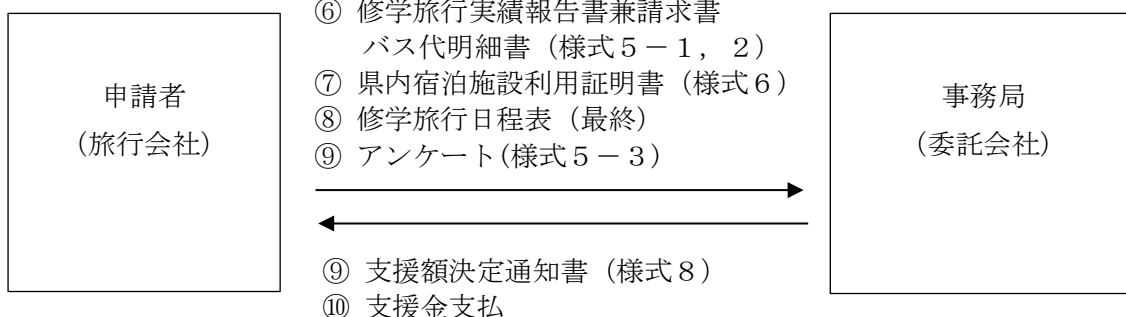 ⑥ 修学旅行実績報告書兼請求書
バス代明細書（様式５－１，２）
⑦ 県内宿泊施設利用証明書（様式６）
⑧ 修学旅行日程表（最終）
⑨ アンケート(様式５－３）
申請者
（旅行会社）
事務局
（委託会社）
⑨ 支援額決定通知書（様式８）
⑩ 支援金支払